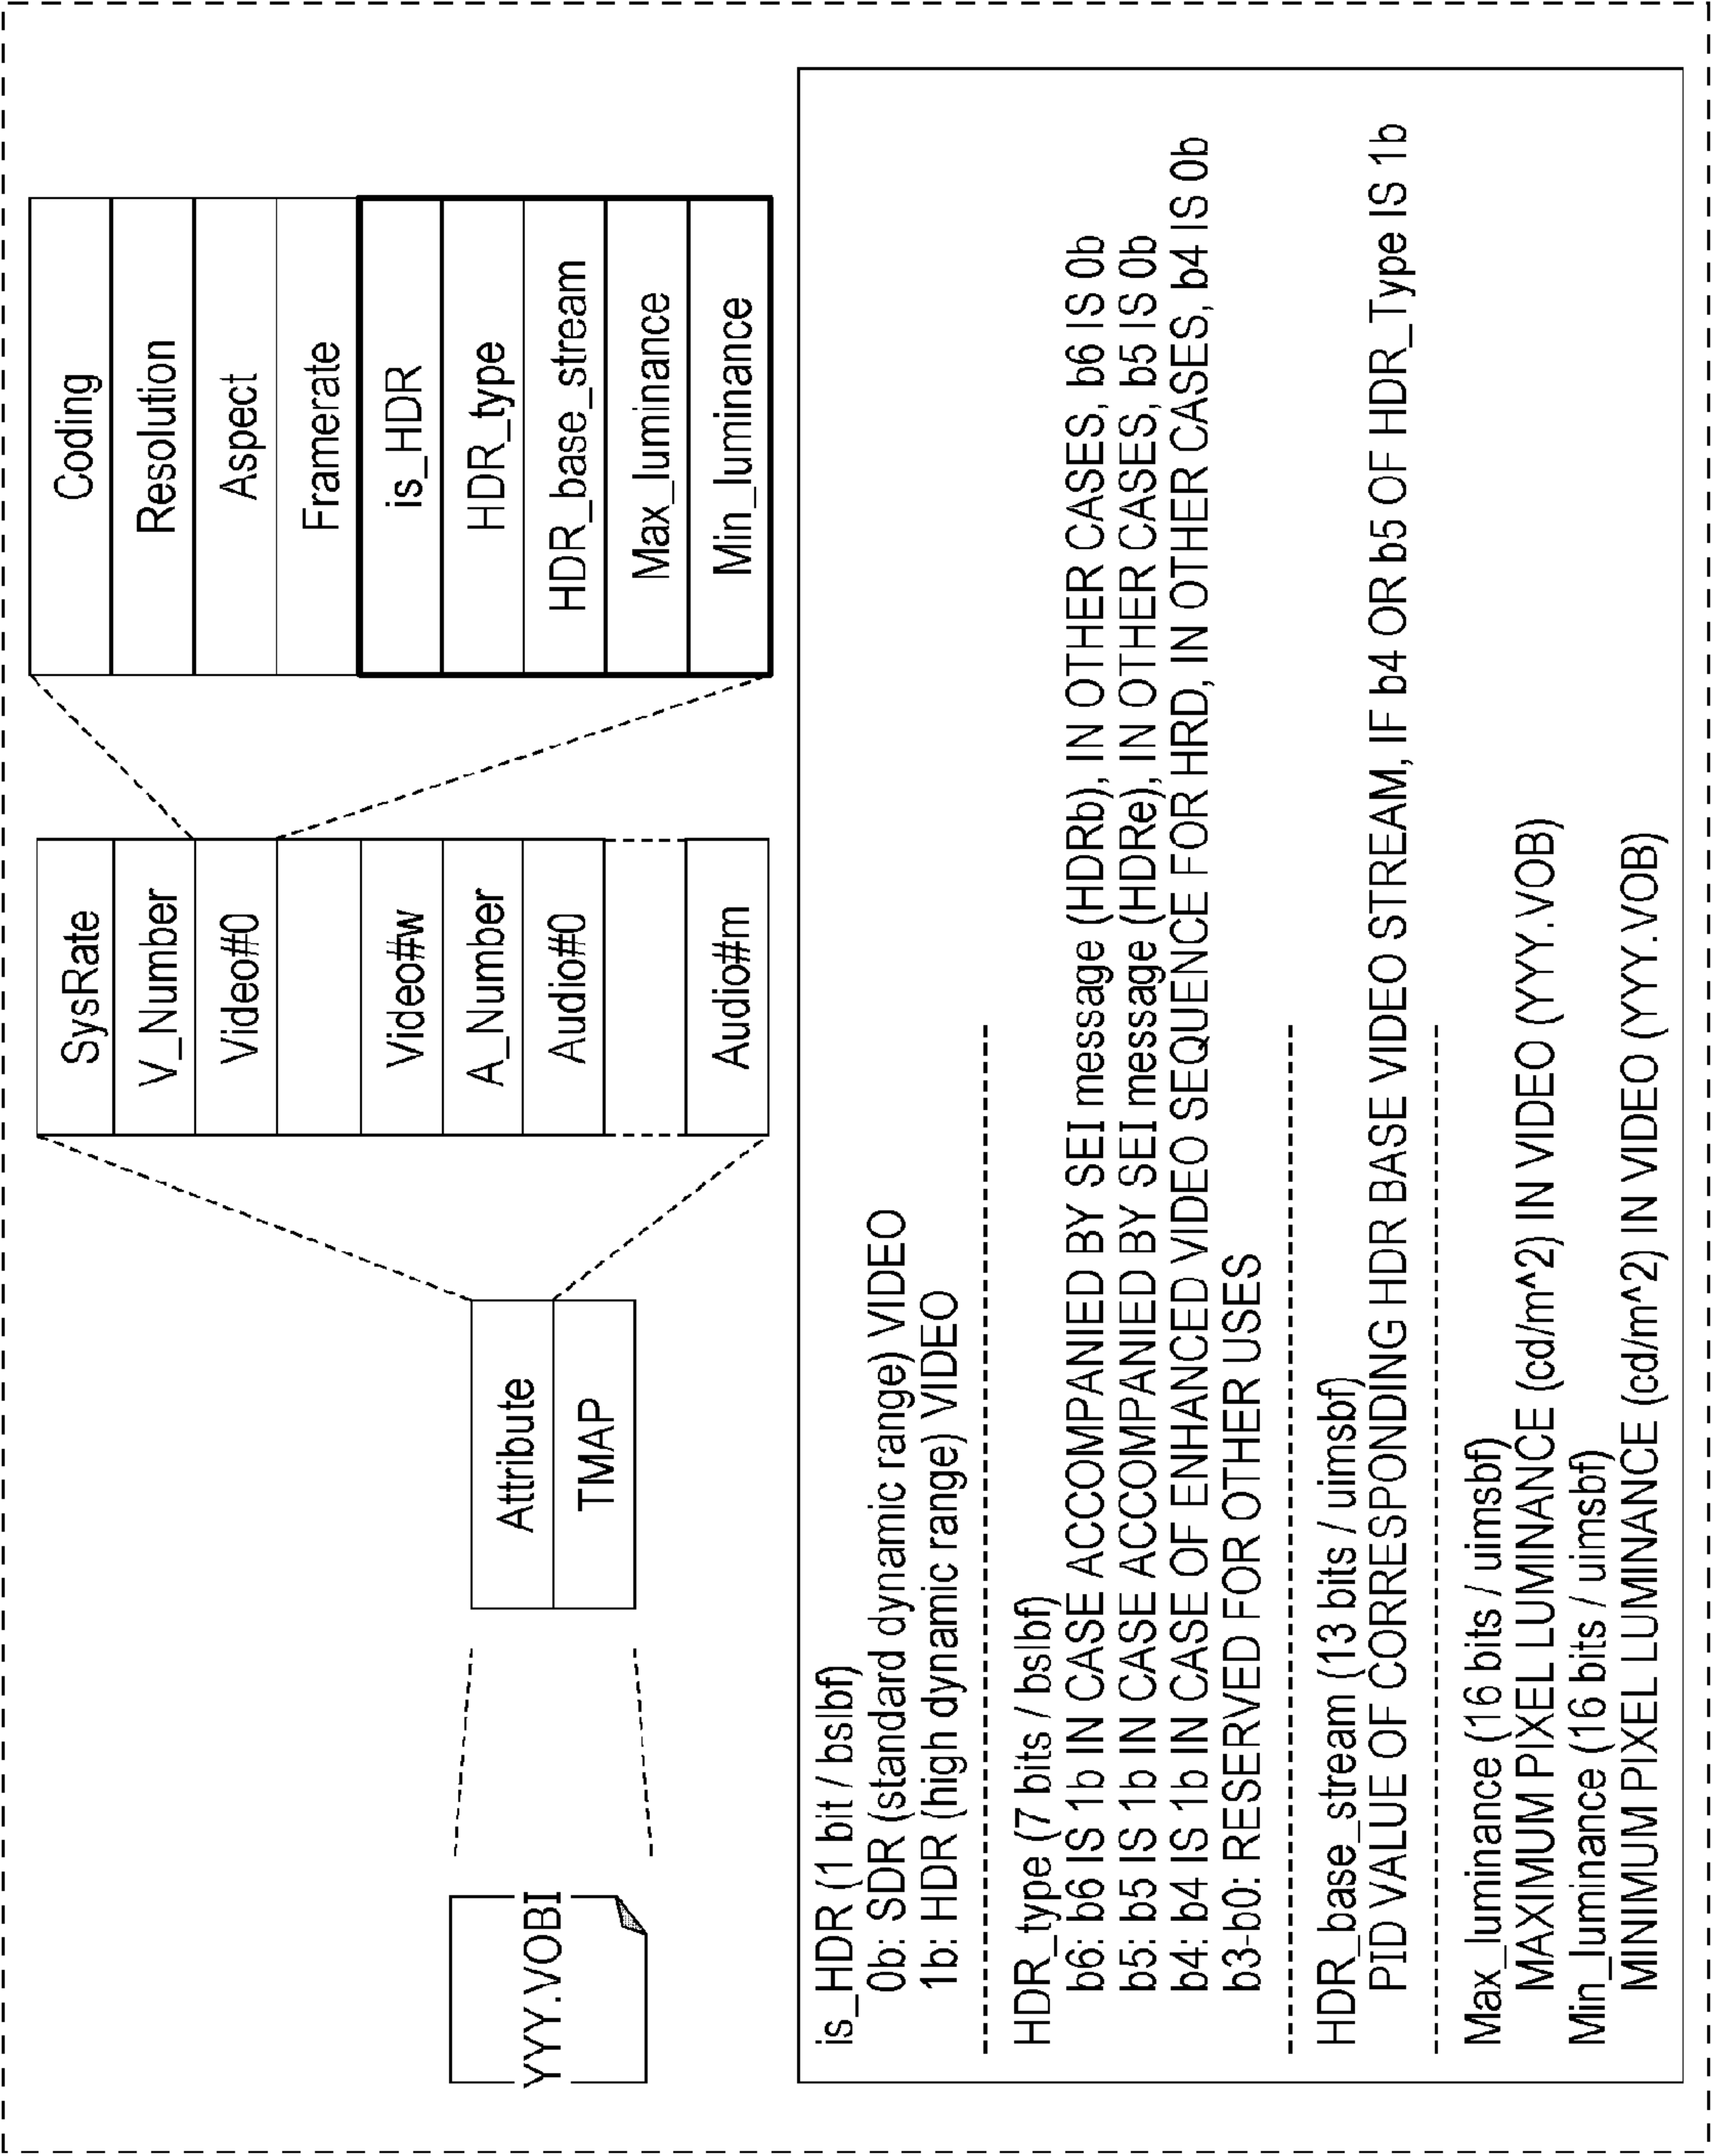 YYY.VOBI
Attribute
TMAP
SysRate
V_Number
Video#0
Video#w
A_Number
Audio#0
Audio#m
Coding
Resolution
Aspect
Framerate
is_HDR
HDR_type
HDR_base_stream
Max_luminance
Min_luminance
is_HDR (1 bit / bslbf)
0b: SDR (standard dynamic range) VIDEO
1b: HDR (high dynamic range) VIDEO
HDR_type (7 bits / bslbf)
b6: b6 IS 1b IN CASE ACCOMPANIED BY SEI message (HDRb), IN OTHER CASES, b6 IS 0b
b5: b5 IS 1b IN CASE ACCOMPANIED BY SEI message (HDRe), IN OTHER CASES, b5 IS 0b
b4: b4 IS 1b IN CASE OF ENHANCED VIDEO SEQUENCE FOR HRD, IN OTHER CASES, b4 IS 0b
b3-b0: RESERVED FOR OTHER USES
HDR_base_stream (13 bits / uimsbf)
PID VALUE OF CORRESPONDING HDR BASE VIDEO STREAM, IF b4 OR b5 OF HDR_Type IS 1b
Max_luminance (16 bits / uimsbf)
MAXIMUM PIXEL LUMINANCE (cd/m^2) IN VIDEO (YYY.VOB)
Min_luminance (16 bits / uimsbf)
MINIMUM PIXEL LUMINANCE (cd/m^2) IN VIDEO (YYY.VOB)